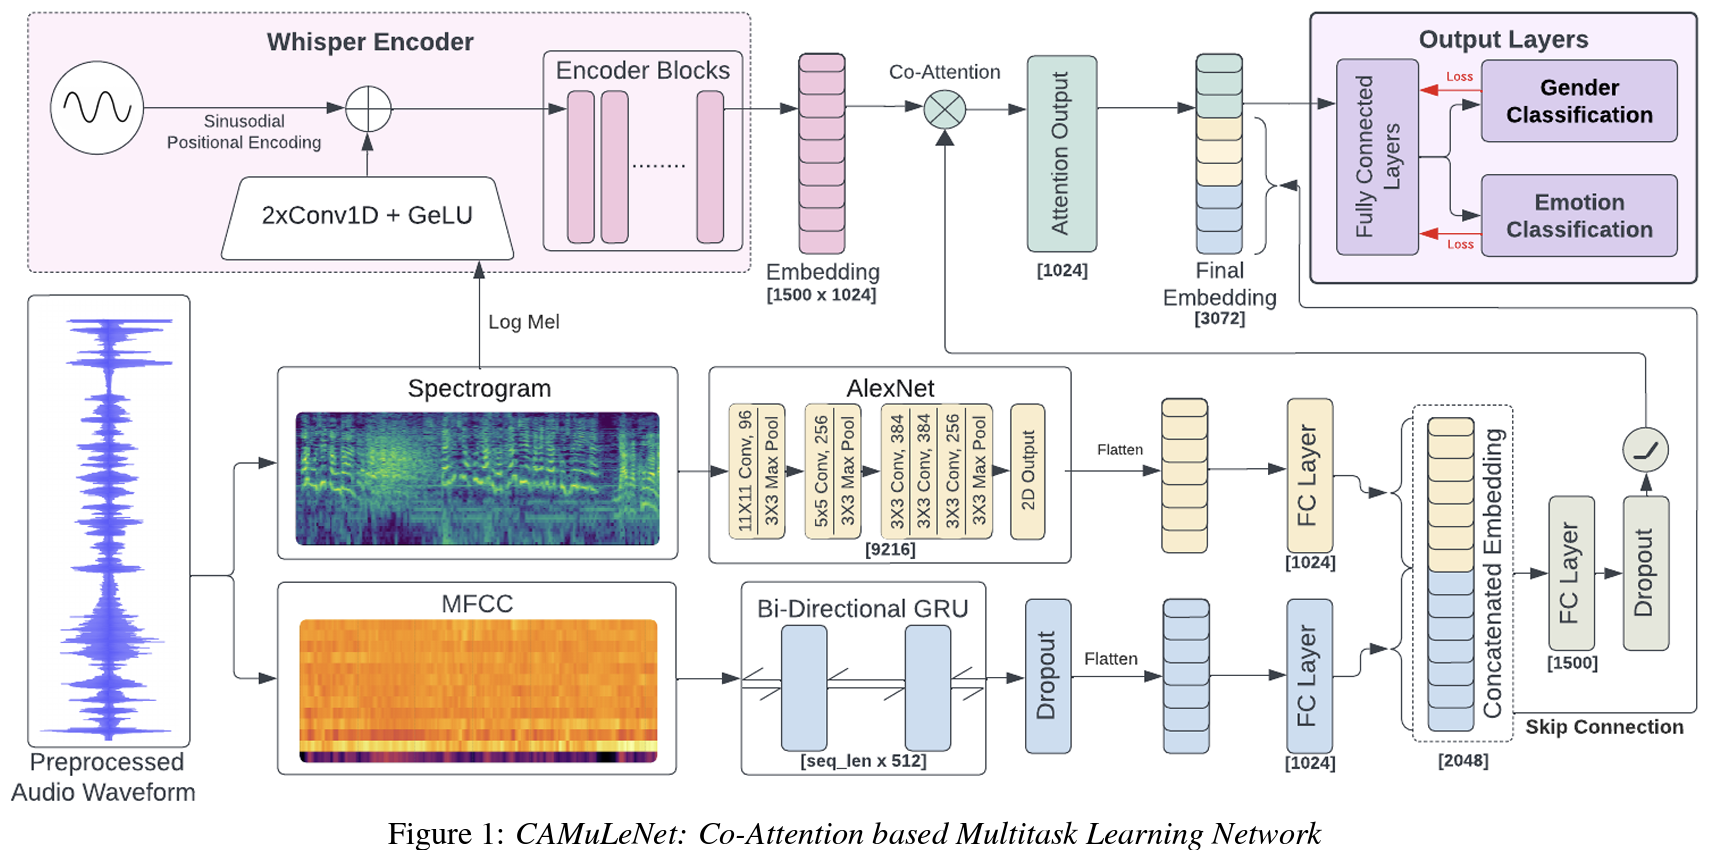 Whisper Encoder
Sinusodial
Positional Encoding
2xConv1D + GeLU
Encoder Blocks
........
Embedding
[1500 x 1024]
Co-Attention
Attention Output
[1024]
Final
Embedding
[3072]
Output Layers
Fully Connected
Layers
Loss
Gender
Classification
Emotion
Classification
Loss
Log Mel
Preprocessed
Audio Waveform
Spectrogram
AlexNet
11X11 Conv, 96
3X3 Max Pool
5x5 Conv, 256
3X3 Max Pool
3X3 Conv, 384
3X3 Conv, 384
3X3 Conv, 256
3X3 Max Pool
2D Output
[9216]
Flatten
FC Layer
[1024]
MFCC
Bi-Directional GRU
[seq_len x 512]
Dropout
Flatten
FC Layer
[1024]
Concatenated Embedding
[2048]
FC Layer
[1500]
Dropout
Skip Connection
Figure 1: CAMuLeNet: Co-Attention based Multitask Learning Network